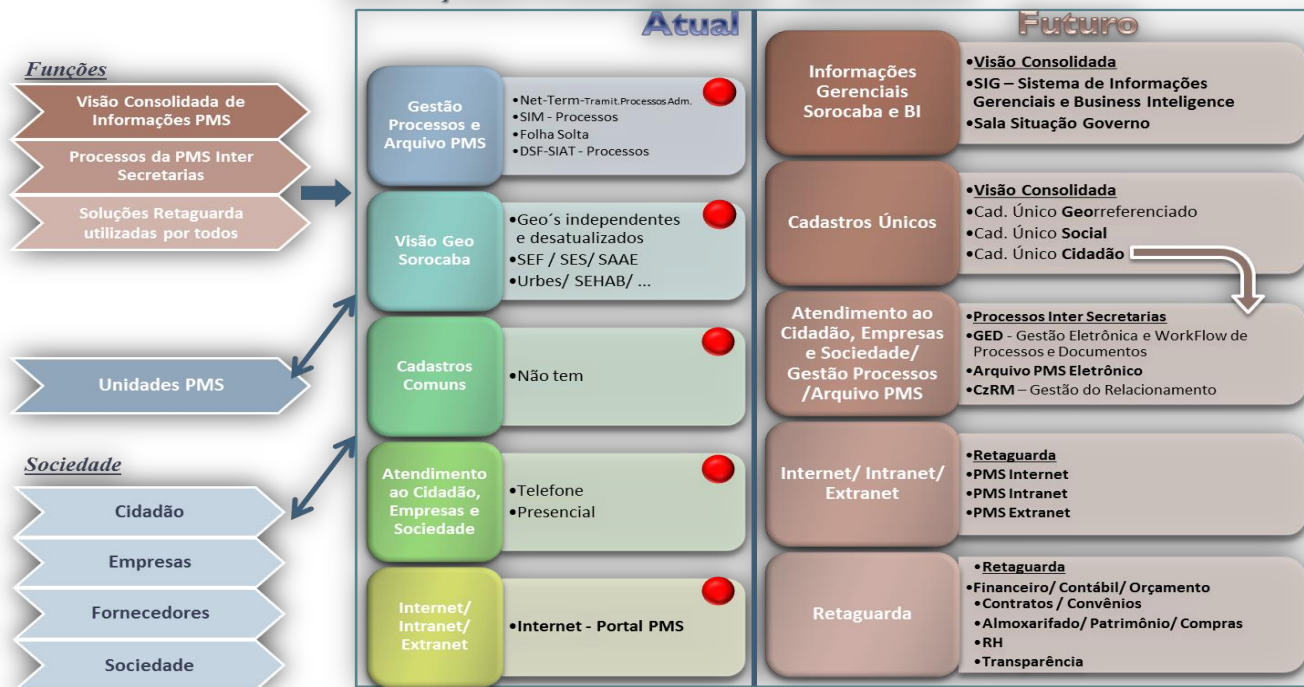 Funções
Visão Consolidada de
Informações PMS
Processos da PMS Inter
Secretarias
Soluções Retaguarda
utilizadas por todos
Unidades PMS
Sociedade
Cidadão
Empresas
Fornecedores
Sociedade
Atual
Gestão
Processos e
Arquivo PMS
•Net-Term-Tramit.Processos Adm.
•SIM - Processos
•Folha Solta
•DSF-SIAT - Processos
Visão Geo
Sorocaba
•Geo´s independentes
e desatualizados
•SEF / SES/ SAAE
•Urbes/ SEHAB/ ...
Cadastros
Comuns
•Não tem
Atendimento
ao Cidadão,
Empresas e
Sociedade
•Telefone
•Presencial
Internet/
Intranet/
Extranet
•Internet - Portal PMS
Futuro
Informações
Gerenciais
Sorocaba e BI
•Visão Consolidada
•SIG – Sistema de Informações
Gerenciais e Business Inteligence
•Sala Situação Governo
Cadastros Únicos
•Visão Consolidada
•Cad. Único Georreferenciado
•Cad. Único Social
•Cad. Único Cidadão
Atendimento ao
Cidadão, Empresas
e Sociedade/
Gestão Processos
/Arquivo PMS
•Processos Inter Secretarias
•GED - Gestão Eletrônica e WorkFlow de
Processos e Documentos
•Arquivo PMS Eletrônico
•CzRM – Gestão do Relacionamento
Internet/ Intranet/
Extranet
•Retaguarda
•PMS Internet
•PMS Intranet
•PMS Extranet
Retaguarda
•Retaguarda
•Financeiro/ Contábil/ Orçamento
•Contratos / Convênios
•Almoxarifado/ Patrimônio/ Compras
•RH
•Transparência